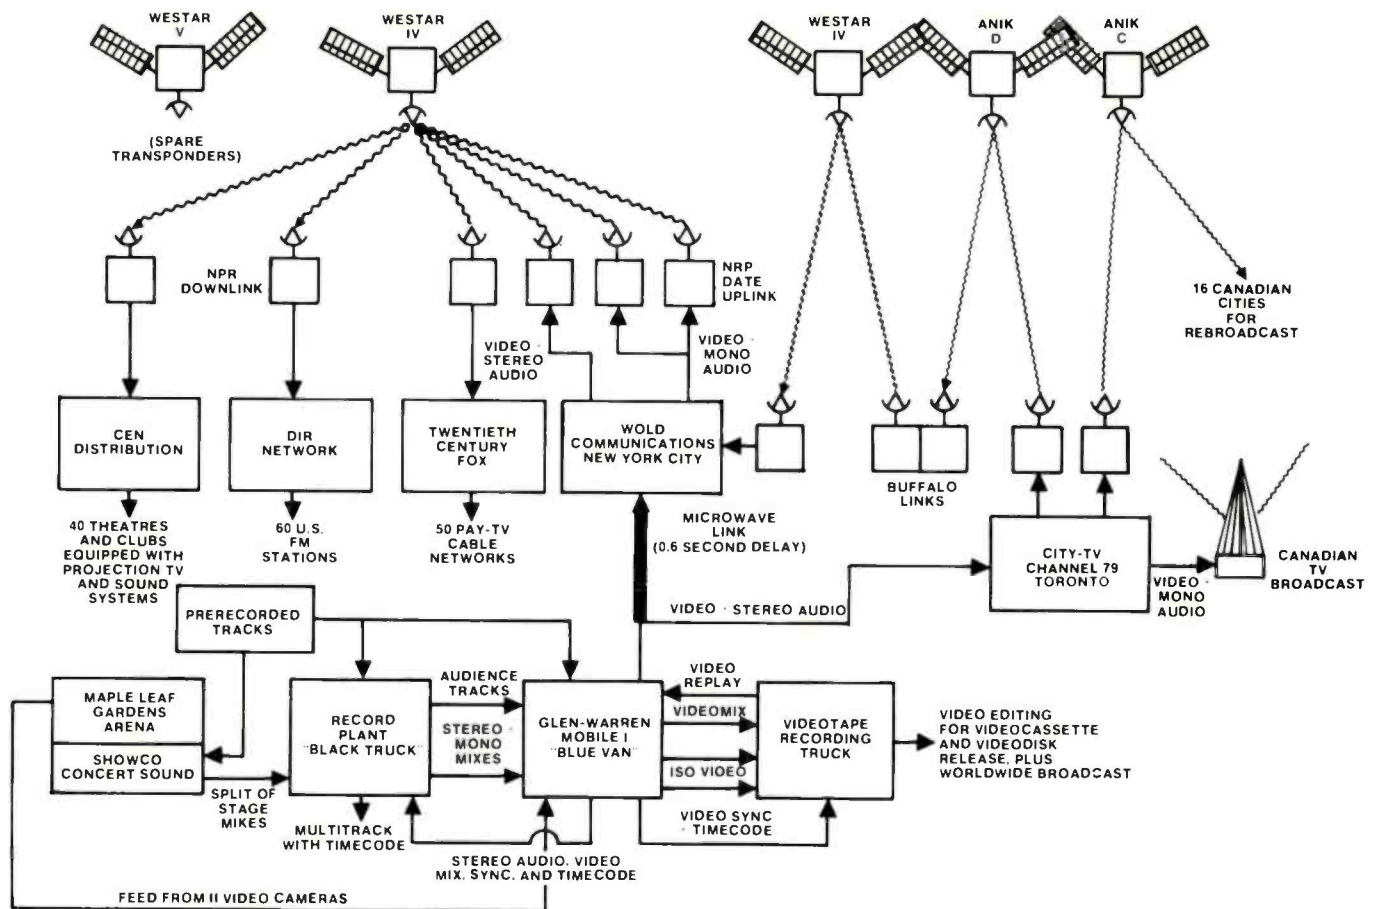 WESTAR
V
WESTAR
IV
WESTAR
IV
ANIK
D
ANIK
C
(SPARE
TRANSPONDERS)
NPR
DOWNLINK
NRP
DATE
UPLINK
16 CANADIAN
CITIES
FOR
REBROADCAST
VIDEO ·
STEREO
AUDIO
VIDEO ·
MONO
AUDIO
CEN
DISTRIBUTION
DIR
NETWORK
TWENTIETH
CENTURY
FOX
WOLD
COMMUNICATIONS
NEW YORK CITY
BUFFALO
LINKS
40 THEATRES
AND CLUBS
EQUIPPED WITH
PROJECTION TV
AND SOUND
SYSTEMS
60 U.S.
FM
STATIONS
50 PAY-TV
CABLE
NETWORKS
MICROWAVE
LINK
(0.6 SECOND DELAY)
CITY-TV
CHANNEL 79
TORONTO
VIDEO ·
MONO
AUDIO
CANADIAN
TV
BROADCAST
VIDEO · STEREO AUDIO
PRERECORDED
TRACKS
MAPLE LEAF
GARDENS
ARENA
SHOWCO
CONCERT SOUND
SPLIT OF
STAGE
MIKES
RECORD
PLANT
"BLACK TRUCK"
AUDIENCE
TRACKS
STEREO ·
MONO
MIXES
GLEN-WARREN
MOBILE I
"BLUE VAN"
VIDEO
REPLAY
VIDEOMIX
ISO VIDEO
VIDEOTAPE
RECORDING
TRUCK
VIDEO EDITING
FOR VIDEOCASSETTE
AND VIDEODISK
RELEASE, PLUS
WORLDWIDE BROADCAST
MULTITRACK
WITH TIMECODE
VIDEO SYNC
· TIMECODE
STEREO AUDIO, VIDEO
MIX, SYNC, AND TIMECODE
FEED FROM II VIDEO CAMERAS